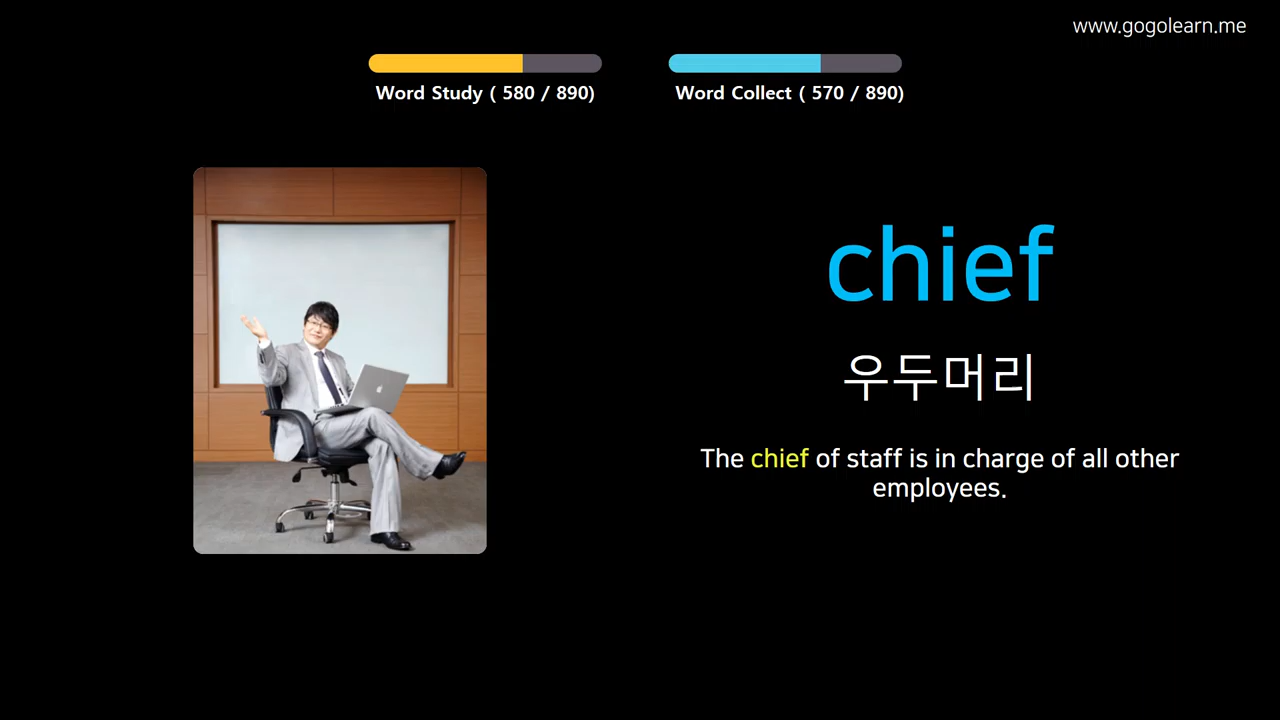 www.gogolearn.me
Word Study ( 580 / 890)
Word Collect ( 570 / 890)
chief
우두머리
The chief of staff is in charge of all other
employees.